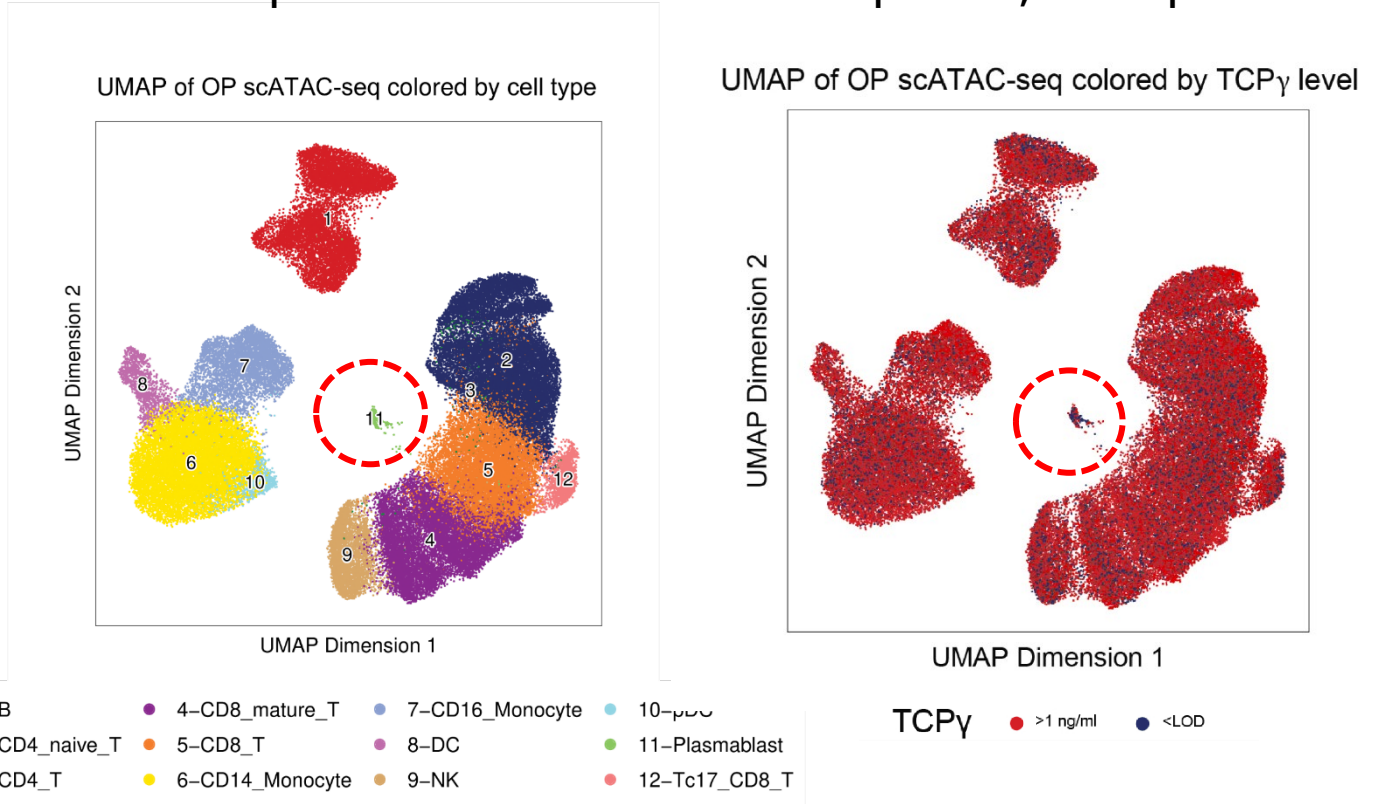 UMAP of OP scATAC-seq colored by cell type
UMAP Dimension 2
1
2
3
4
5
6
7
8
9
10
11
12
UMAP Dimension 1
B
CD4_naive_T
CD4_T
4−CD8_mature_T
5−CD8_T
6−CD14_Monocyte
7−CD16_Monocyte
8−DC
9−NK
10−pDC
11−Plasmablast
12−Tc17_CD8_T
UMAP of OP scATAC-seq colored by TCPγ level
UMAP Dimension 2
UMAP Dimension 1
TCPγ
>1 ng/ml
<LOD